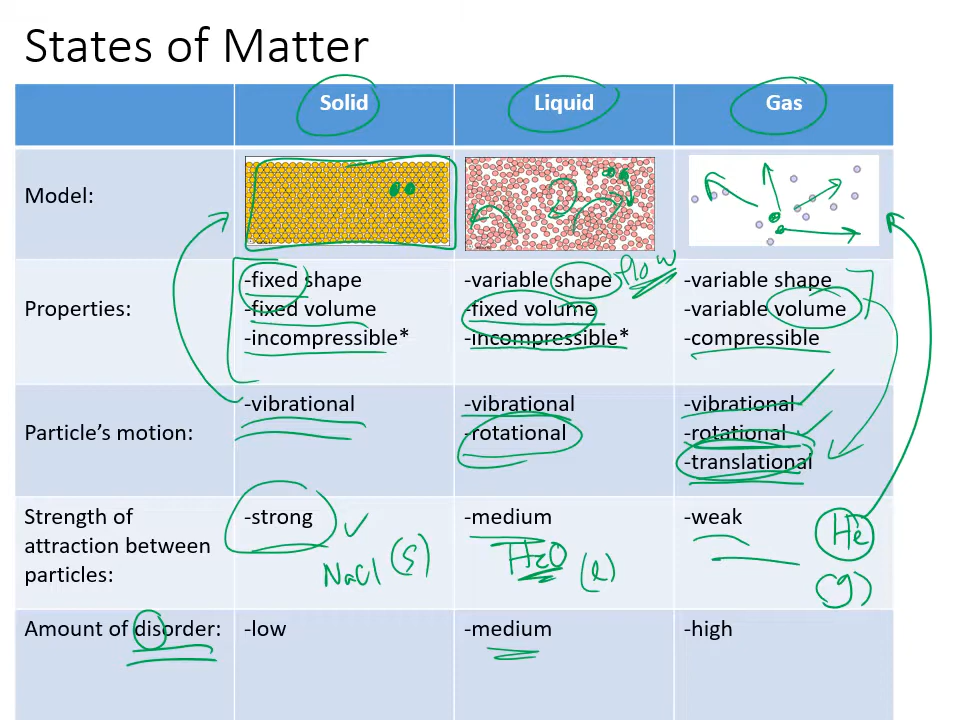 States of Matter
Solid Liquid Gas
Model:
Properties:
-fixed shape
-fixed volume
-incompressible*
-variable shape
flow
-fixed volume
-incompressible*
-variable shape
-variable volume
-compressible
Particle's motion:
-vibrational
-vibrational
-rotational
-vibrational
-rotational
-translational
Strength of
attraction between
particles:
-strong
NaCl (s)
-medium
H2O (l)
-weak
He
(g)
Amount of disorder:
-low
-medium
-high